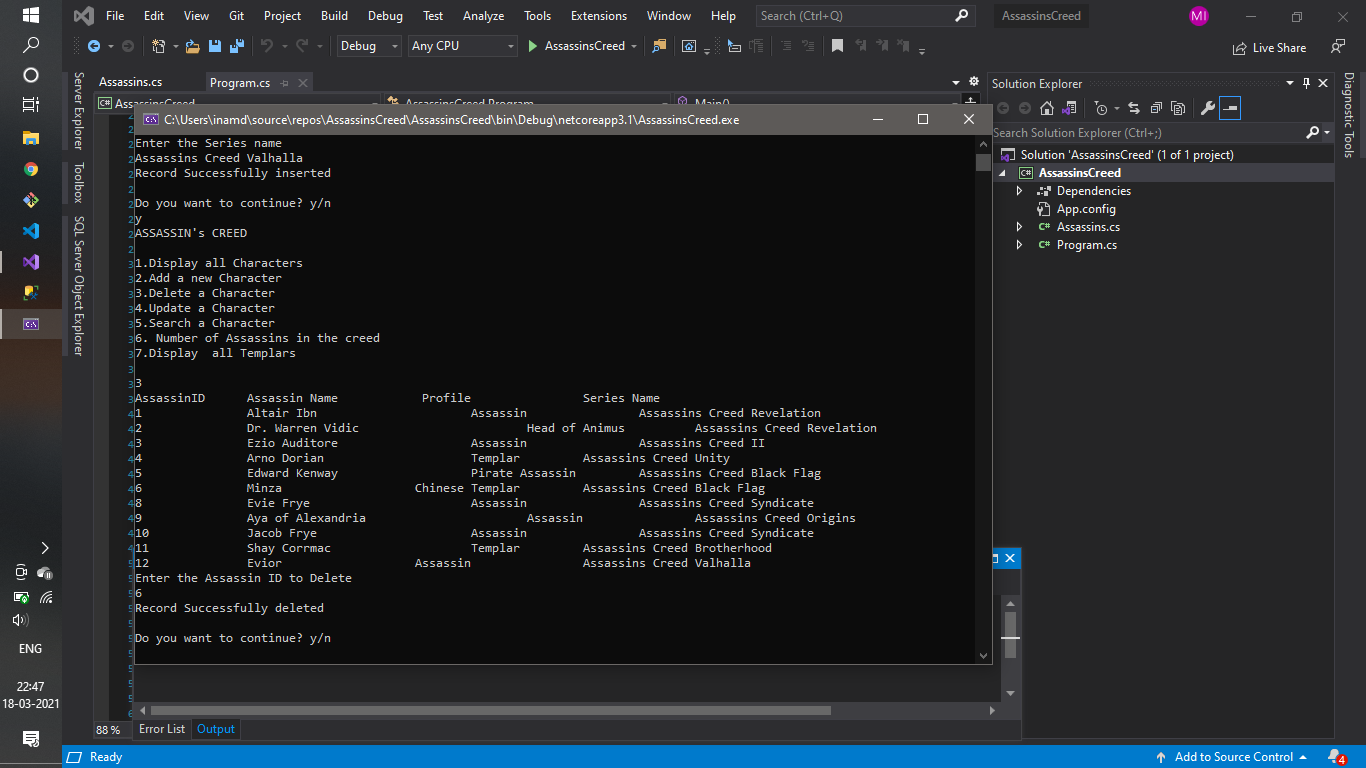 File Edit View Git Project Build Debug Test Analyze Tools Extensions Window Help Search (Ctrl+Q) AssassinsCreed MI
Debug Any CPU AssassinsCreed Live Share
Server Explorer
Toolbox
SQL Server Object Explorer
Assassins.cs Program.cs
AssassinsCreed AssassinsCreed.Program Main()
C:\Users\inamd\source\repos\AssassinsCreed\AssassinsCreed\bin\Debug\netcoreapp3.1\AssassinsCreed.exe
Enter the Series name
Assassins Creed Valhalla
Record Successfully inserted
Do you want to continue? y/n
y
ASSASSIN's CREED
1.Display all Characters
2.Add a new Character
3.Delete a Character
4.Update a Character
5.Search a Character
6. Number of Assassins in the creed
7.Display  all Templars
3
AssassinID Assassin Name Profile Series Name
1 Altair Ibn Assassin Assassins Creed Revelation
2 Dr. Warren Vidic Head of Animus Assassins Creed Revelation
3 Ezio Auditore Assassin Assassins Creed II
4 Arno Dorian Templar Assassins Creed Unity
5 Edward Kenway Pirate Assassin Assassins Creed Black Flag
6 Minza Chinese Templar Assassins Creed Black Flag
8 Evie Frye Assassin Assassins Creed Syndicate
9 Aya of Alexandria Assassin Assassins Creed Origins
10 Jacob Frye Assassin Assassins Creed Syndicate
11 Shay Corrmac Templar Assassins Creed Brotherhood
12 Evior Assassin Assassins Creed Valhalla
Enter the Assassin ID to Delete
6
Record Successfully deleted
Do you want to continue? y/n
Solution Explorer
Search Solution Explorer (Ctrl+;)
Solution 'AssassinsCreed' (1 of 1 project)
C# AssassinsCreed
Dependencies
App.config
C# Assassins.cs
C# Program.cs
Diagnostic Tools
88 %
Error List Output
Ready Add to Source Control 4
ENG
22:47
18-03-2021